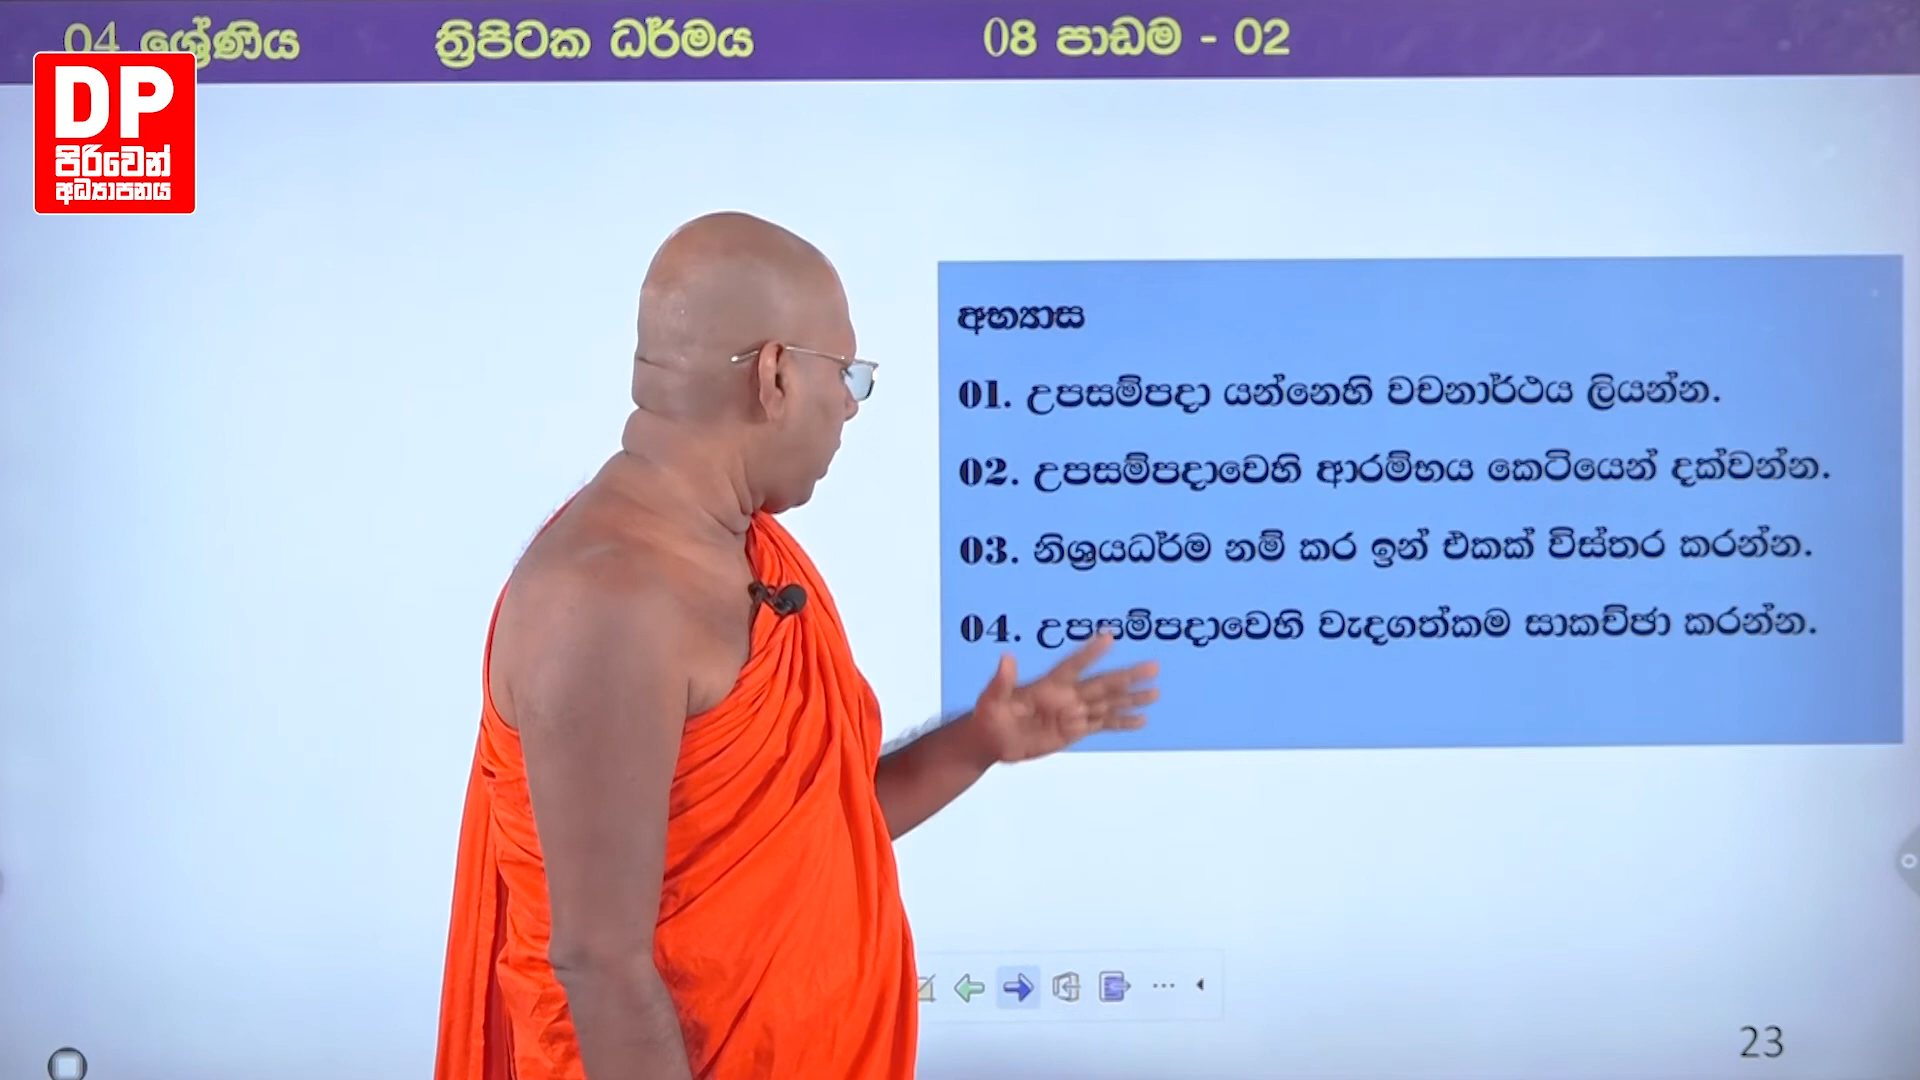 04 ශ්‍රේණිය ත්‍රිපිටක ධර්මය 08 පාඩම - 02
DP
පිරිවෙන්
අධ්‍යාපනය
අභ්‍යාස
01. උපසම්පදා යන්නෙහි වචනාර්ථය ලියන්න.
02. උපසම්පදාවෙහි ආරම්භය කෙටියෙන් දක්වන්න.
03. නිශ්‍රයධර්ම නම් කර ඉන් එකක් විස්තර කරන්න.
04. උපසම්පදාවෙහි වැදගත්කම සාකච්ඡා කරන්න.
23